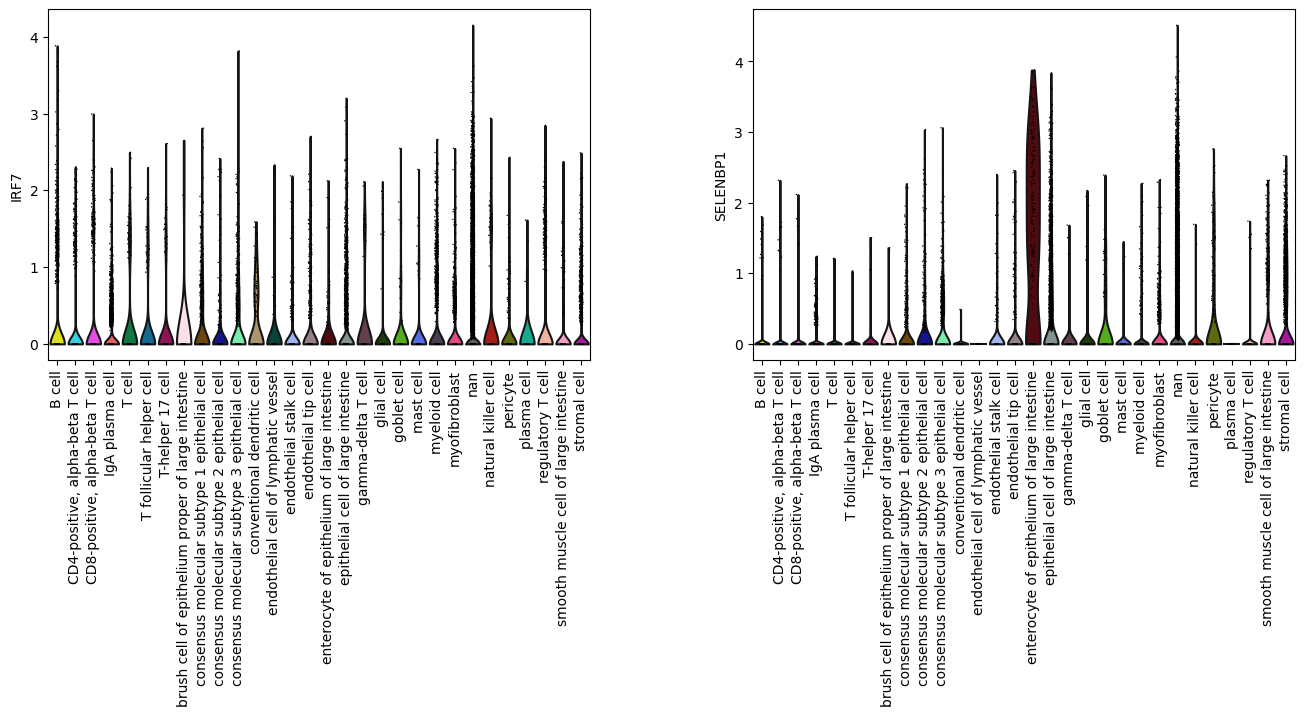 IRF7
4
3
2
1
0
B cell
CD4-positive, alpha-beta T cell
CD8-positive, alpha-beta T cell
IgA plasma cell
T cell
T follicular helper cell
T-helper 17 cell
brush cell of epithelium proper of large intestine
consensus molecular subtype 1 epithelial cell
consensus molecular subtype 2 epithelial cell
consensus molecular subtype 3 epithelial cell
conventional dendritic cell
endothelial cell of lymphatic vessel
endothelial stalk cell
endothelial tip cell
enterocyte of epithelium of large intestine
epithelial cell of large intestine
gamma-delta T cell
glial cell
goblet cell
mast cell
myeloid cell
myofibroblast
nan
natural killer cell
pericyte
plasma cell
regulatory T cell
smooth muscle cell of large intestine
stromal cell
SELENBP1
4
3
2
1
0
B cell
CD4-positive, alpha-beta T cell
CD8-positive, alpha-beta T cell
IgA plasma cell
T cell
T follicular helper cell
T-helper 17 cell
brush cell of epithelium proper of large intestine
consensus molecular subtype 1 epithelial cell
consensus molecular subtype 2 epithelial cell
consensus molecular subtype 3 epithelial cell
conventional dendritic cell
endothelial cell of lymphatic vessel
endothelial stalk cell
endothelial tip cell
enterocyte of epithelium of large intestine
epithelial cell of large intestine
gamma-delta T cell
glial cell
goblet cell
mast cell
myeloid cell
myofibroblast
nan
natural killer cell
pericyte
plasma cell
regulatory T cell
smooth muscle cell of large intestine
stromal cell